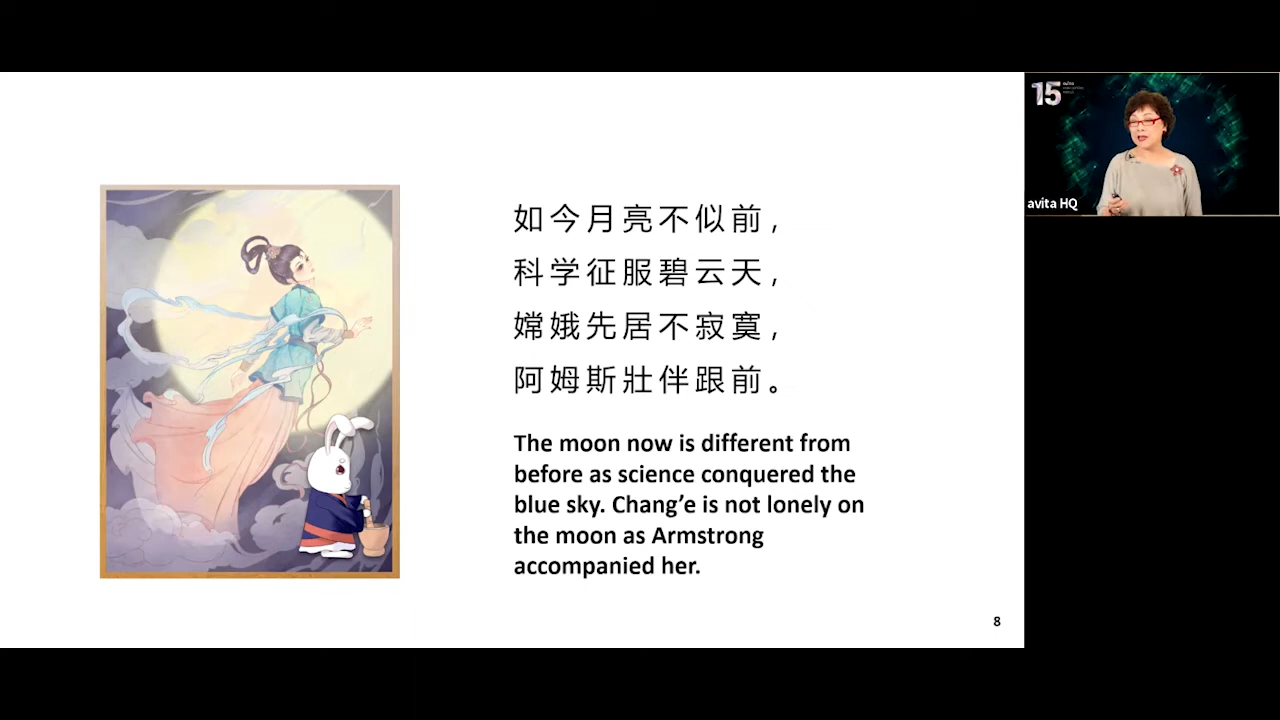 如今月亮不似前,
科学征服碧云天,
嫦娥先居不寂寞,
阿姆斯壯伴跟前。
The moon now is different from
before as science conquered the
blue sky. Chang’e is not lonely on
the moon as Armstrong
accompanied her.
8
15
avita HQ